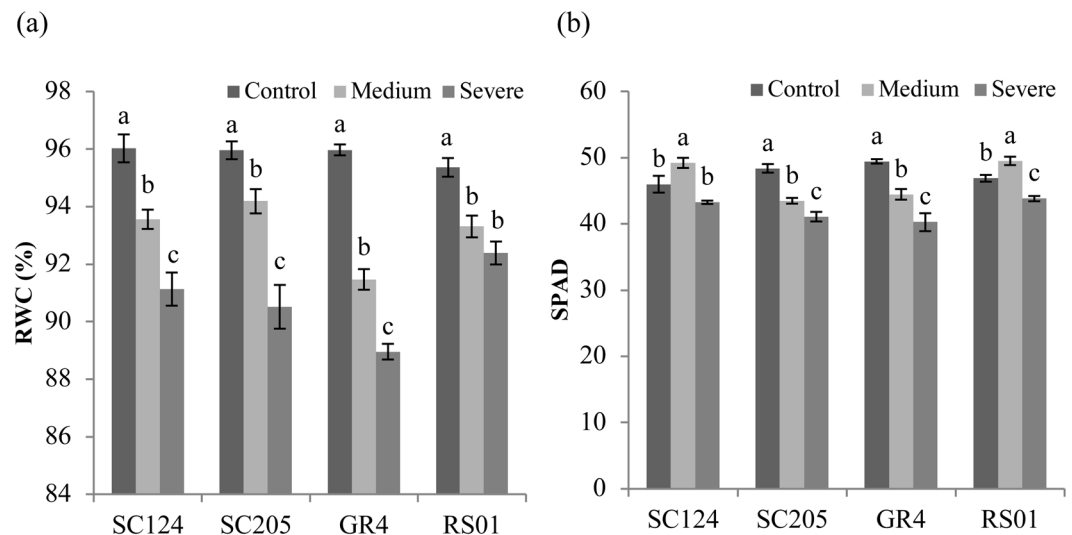 (a)
(b)
98
Control Medium Severe
a
a
a
a
96
b
b
b
b
94
c
c
b
c
92
90
88
86
84
RWC (%)
SC124 SC205 GR4 RS01
60
Control Medium Severe
b a b
b c
a b c
b a c
50
40
30
20
10
0
SPAD
SC124 SC205 GR4 RS01